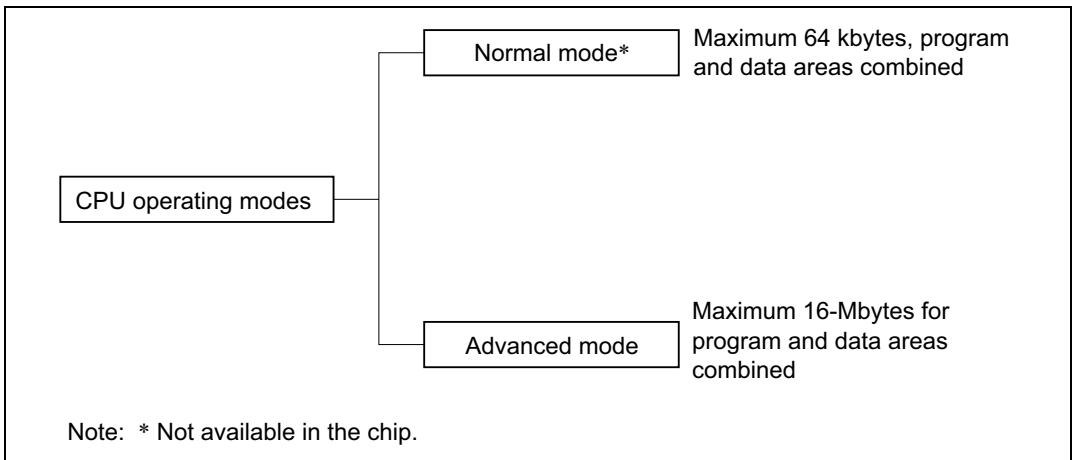 Normal mode*
Maximum 64 kbytes, program
and data areas combined
CPU operating modes
Advanced mode
Maximum 16-Mbytes for
program and data areas
combined
Note: * Not available in the chip.